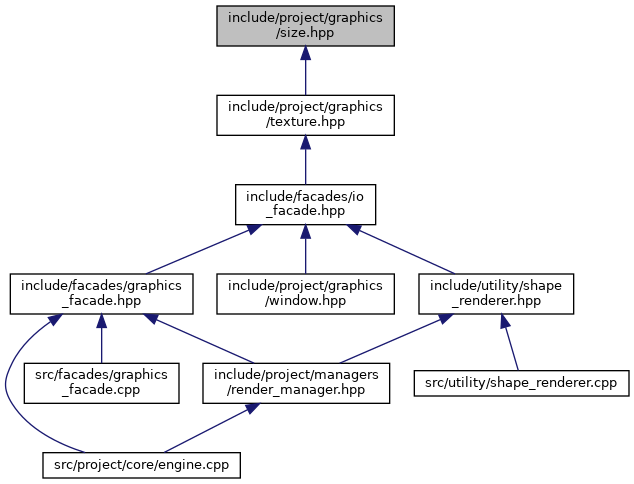 include/project/graphics
/size.hpp
include/project/graphics
/texture.hpp
include/facades/io
_facade.hpp
include/facades/graphics
_facade.hpp
include/project/graphics
/window.hpp
include/utility/shape
_renderer.hpp
src/facades/graphics
_facade.cpp
include/project/managers
/render_manager.hpp
src/utility/shape_renderer.cpp
src/project/core/engine.cpp